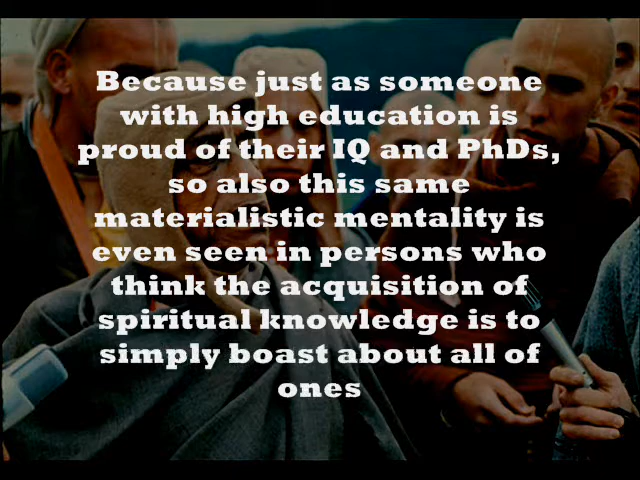 Because just as someone
with high education is
proud of their IQ and PhDs,
so also this same
materialistic mentality is
even seen in persons who
think the acquisition of
spiritual knowledge is to
simply boast about all of
ones